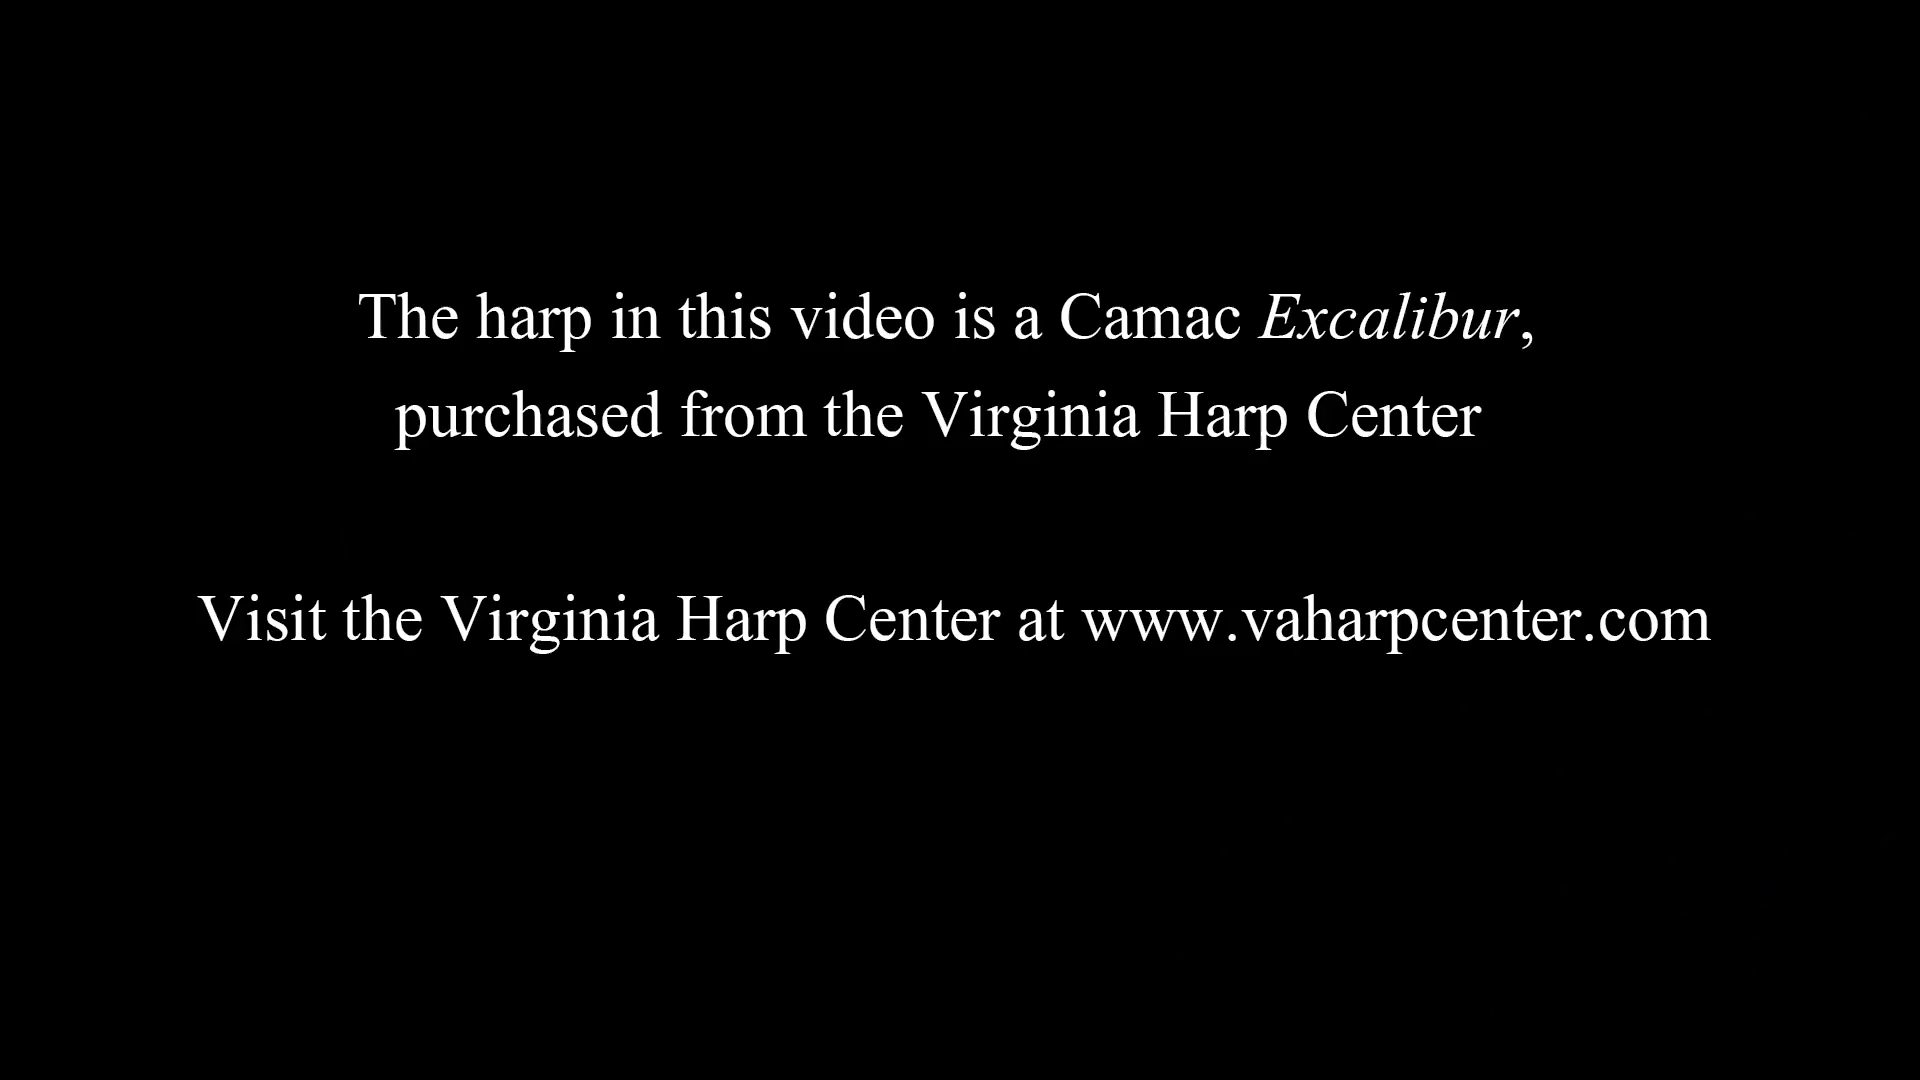 The harp in this video is a Camac Excalibur,
purchased from the Virginia Harp Center
Visit the Virginia Harp Center at www.vaharpcenter.com